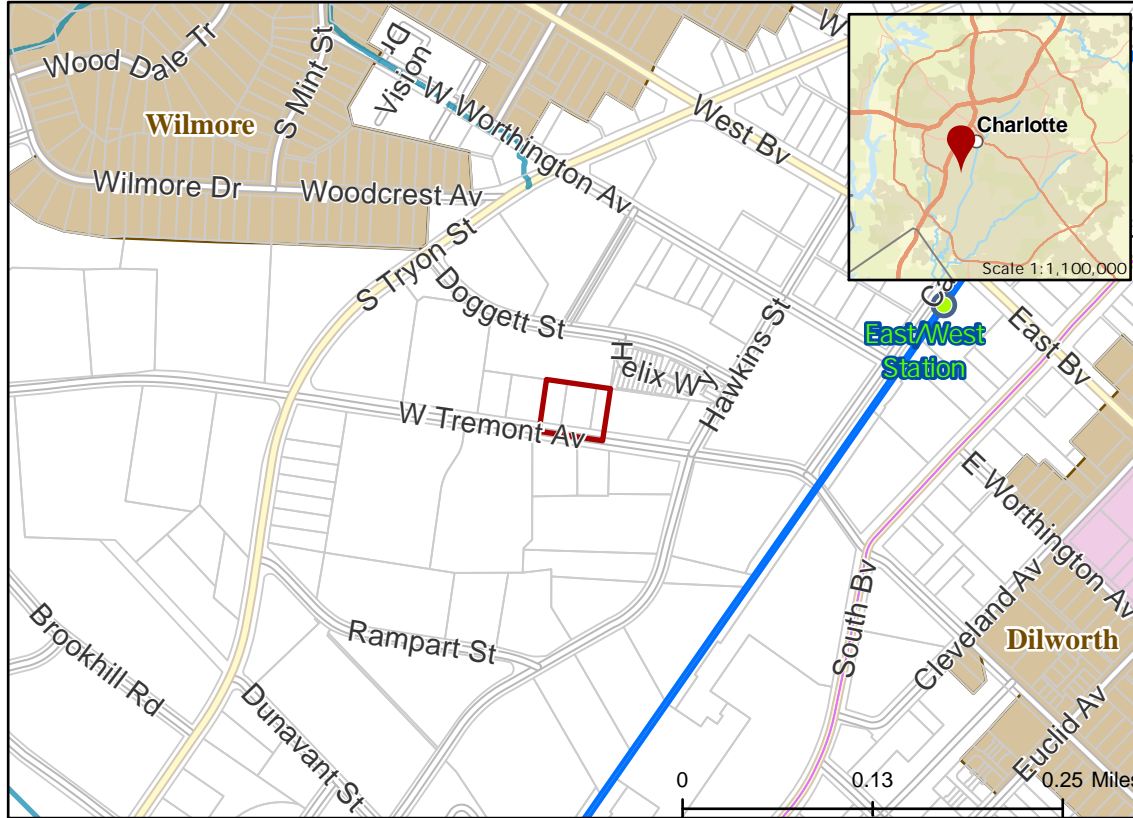 Wood Dale Tr
S Mint St
Vision
Dr
W
Wilmore
W Worthington Av
West Bv
Charlotte
Scale 1:1,100,000
Wilmore Dr
Woodcrest Av
S Tryon St
Doggett St
Helix Wy
Hawkins St
East/West
Station
East Bv
W Tremont Av
E Worthington Av
Rampart St
South Bv
Cleveland Av
Dilworth
Brookhill Rd
Dunavant St
Euclid Av
0
0.13
0.25 Miles